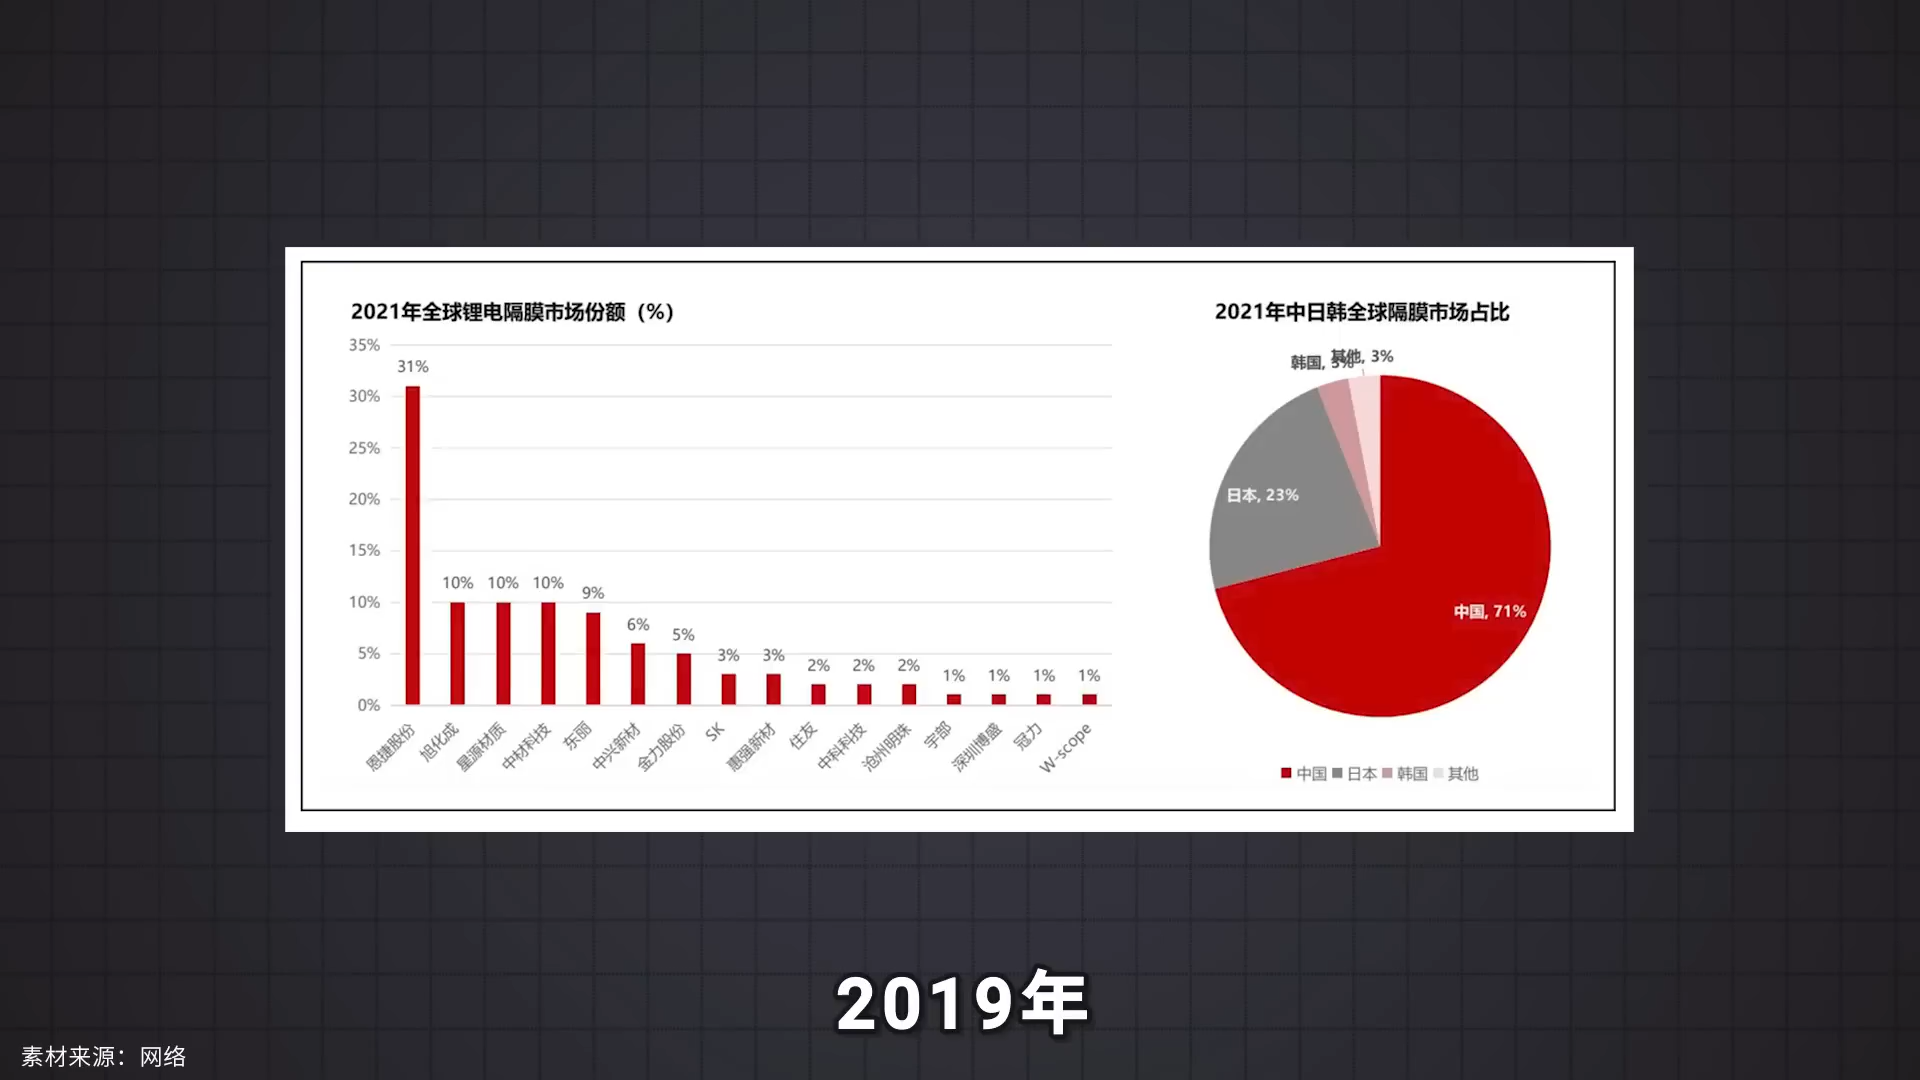 2021年全球锂电隔膜市场份额（%）
35%
30%
25%
20%
15%
10%
5%
0%
31%
10%
10%
10%
9%
6%
5%
3%
3%
2%
2%
2%
1%
1%
1%
1%
恩捷股份
旭化成
星源材质
中材科技
东丽
中兴新材
金力股份
SK
惠强新材
住友
中科科技
沧州明珠
宇部
深圳博盛
冠力
W-scope
2021年中日韩全球隔膜市场占比
韩国,
其他, 3%
日本, 23%
中国, 71%
中国 日本 韩国 其他
2019年
素材来源：网络